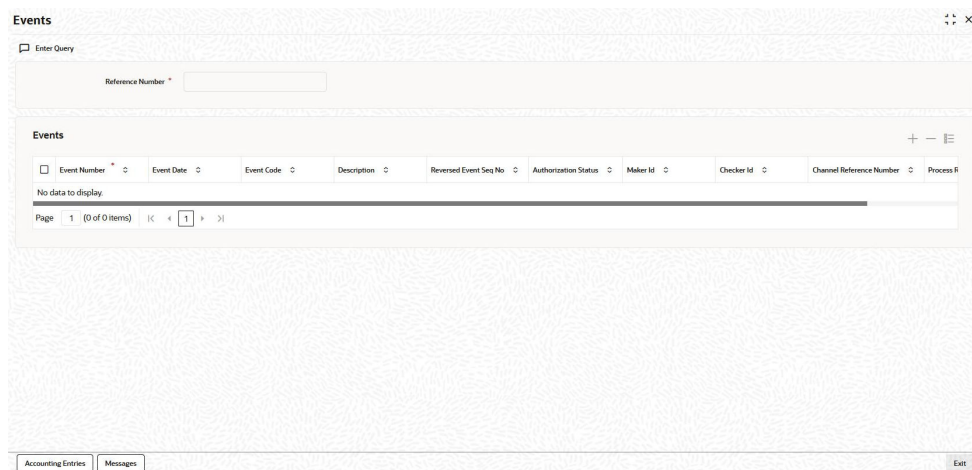 Events
Enter Query
Reference Number *
Events
Event Number * Event Date Event Code Description Reversed Event Seq No Authorization Status Maker Id Checker Id Channel Reference Number Process R
No data to display.
Page 1 (0 of 0 items) 1
Accounting Entries Messages Exit